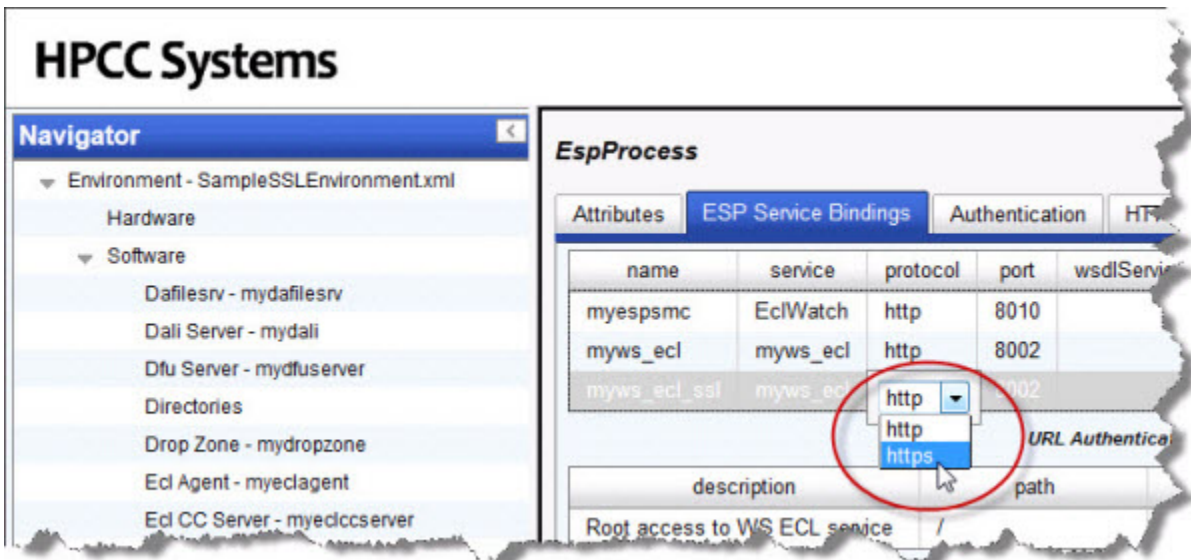 HPCC Systems
Navigator
Environment - SampleSSLEnvironment.xml
Hardware
Software
Dafilesrv - mydafilesrv
Dali Server - mydali
Dfu Server - mydfuserver
Directories
Drop Zone - mydropzone
Ecl Agent - myeclagent
Ecl CC Server - myeclccserver
EspProcess
Attributes ESP Service Bindings Authentication
name service protocol port
myespsmc EclWatch http 8010
myws_ecl myws_ecl http 8002
myws_ecl_ssl myws_ecl http 8002
http
https
URL
description path
Root access to WS ECL service /